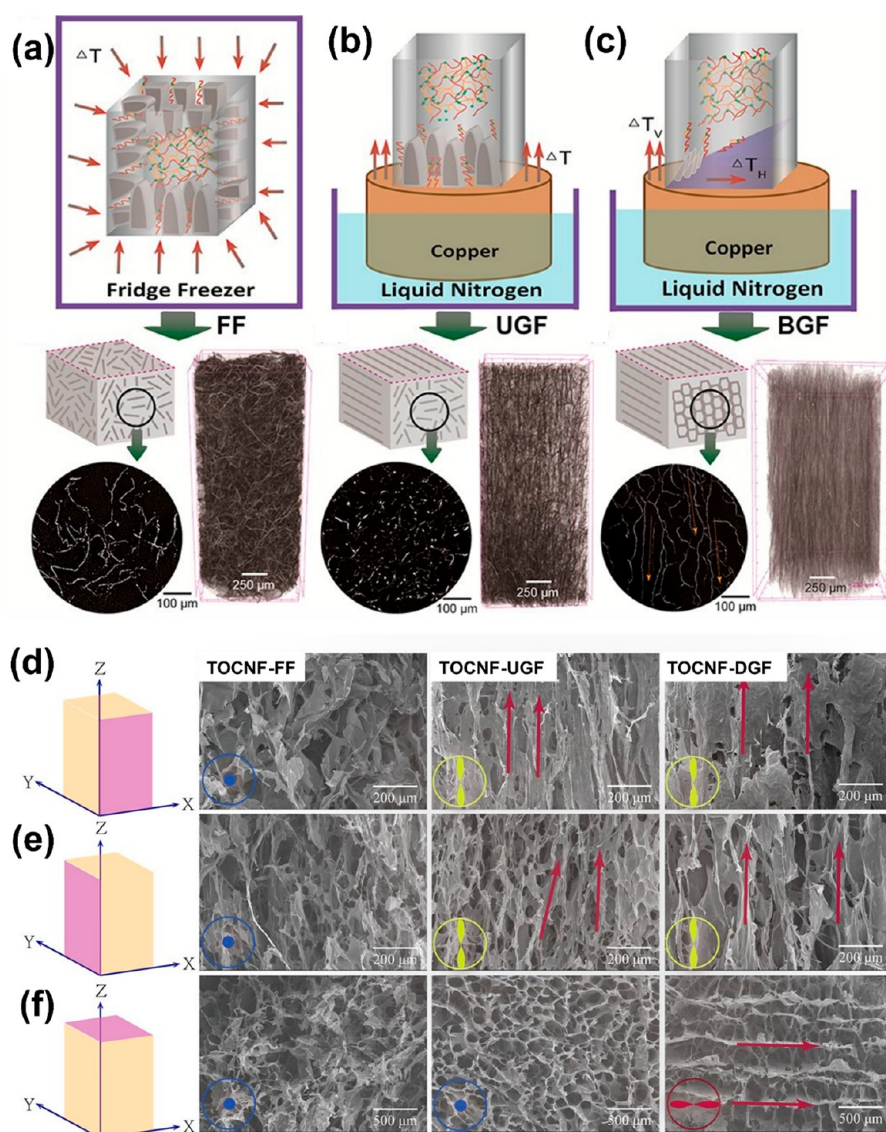 (a)
△T
Fridge Freezer
FF
100 μm
250 μm
(b)
△T
Copper
Liquid Nitrogen
UGF
100 μm
250 μm
(c)
△T V
△T H
Copper
Liquid Nitrogen
BGF
100 μm
250 μm
(d)
Z
Y
X
TOCNF-FF
200 μm
TOCNF-UGF
200 μm
TOCNF-DGF
200 μm
(e)
Z
Y
X
200 μm
200 μm
200 μm
(f)
Z
Y
X
500 μm
500 μm
500 μm